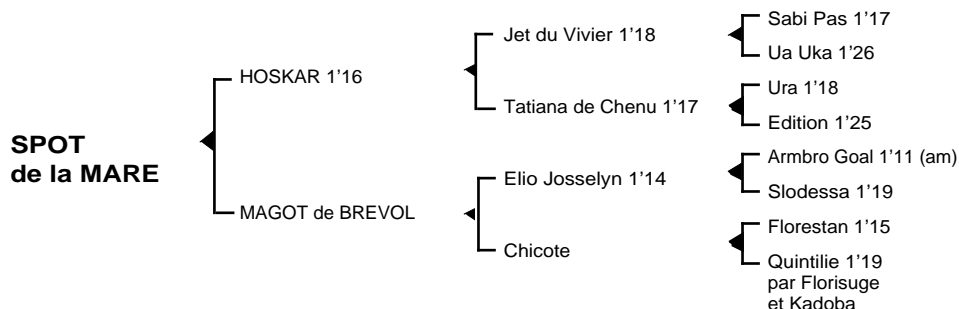 SPOT
de la MARE
HOSKAR 1’16
MAGOT de BREVOL
Jet du Vivier 1’18
Tatiana de Chenu 1’17
Elio Josselyn 1’14
Chicote
Sabi Pas 1’17
Ua Uka 1’26
Ura 1’18
Edition 1’25
Armbro Goal 1’11 (am)
Slodessa 1’19
Florestan 1’15
Quintilie 1’19
par Florisuge
et Kadoba